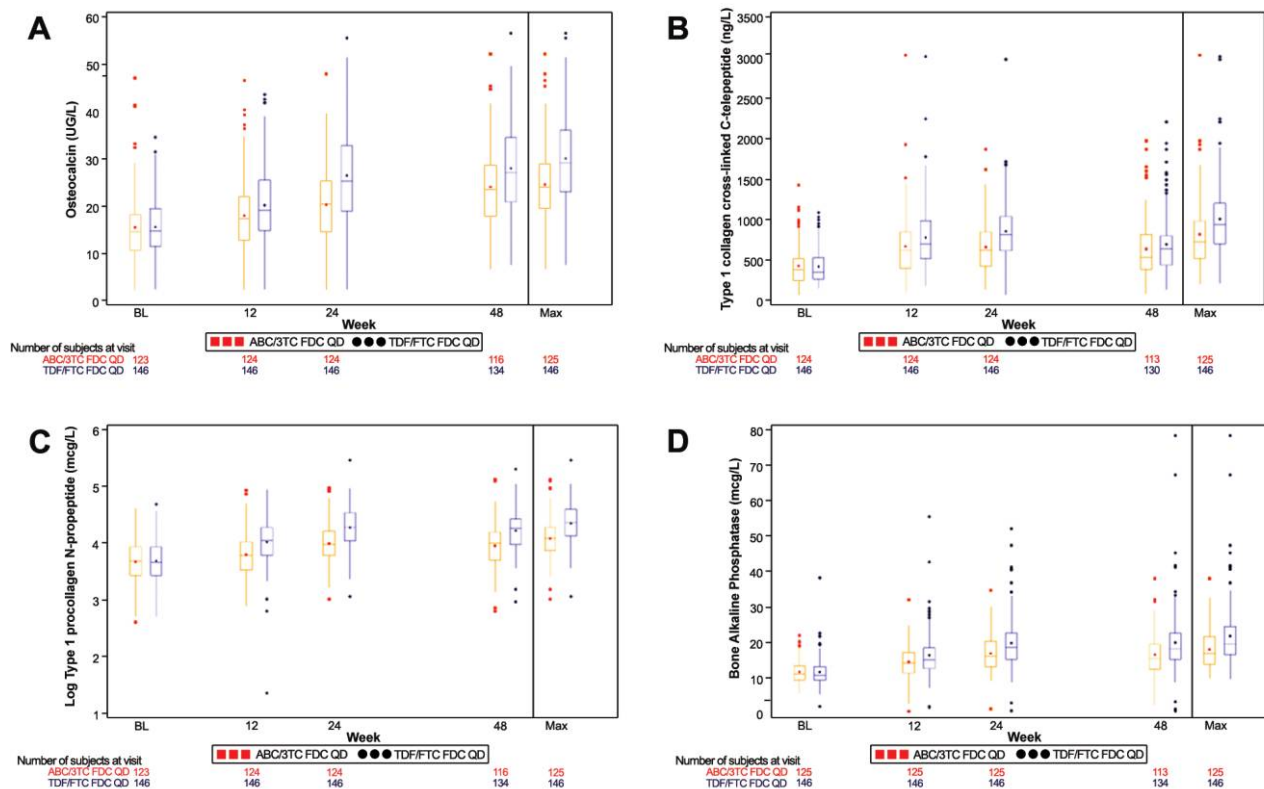 A
Osteocalcin (UG/L)
60
50
40
30
20
10
0
BL 12 24 48 Max
Week
ABC/3TC FDC QD TDF/FTC FDC QD
Number of subjects at visit
ABC/3TC FDC QD 123 124 124 116 125
TDF/FTC FDC QD 146 146 146 134 146
B
Type 1 collagen cross-linked C-telepeptide (ng/L)
3500
3000
2500
2000
1500
1000
500
0
BL 12 24 48 Max
Week
ABC/3TC FDC QD TDF/FTC FDC QD
Number of subjects at visit
ABC/3TC FDC QD 124 124 124 113 125
TDF/FTC FDC QD 146 146 146 130 146
C
Log Type 1 procollagen N-propeptide (mcg/L)
6
5
4
3
2
1
BL 12 24 48 Max
Week
ABC/3TC FDC QD TDF/FTC FDC QD
Number of subjects at visit
ABC/3TC FDC QD 123 124 124 116 125
TDF/FTC FDC QD 146 146 146 134 146
D
Bone Alkaline Phosphatase (mcg/L)
80
70
60
50
40
30
20
10
0
BL 12 24 48 Max
Week
ABC/3TC FDC QD TDF/FTC FDC QD
Number of subjects at visit
ABC/3TC FDC QD 125 125 125 113 125
TDF/FTC FDC QD 146 146 146 134 146